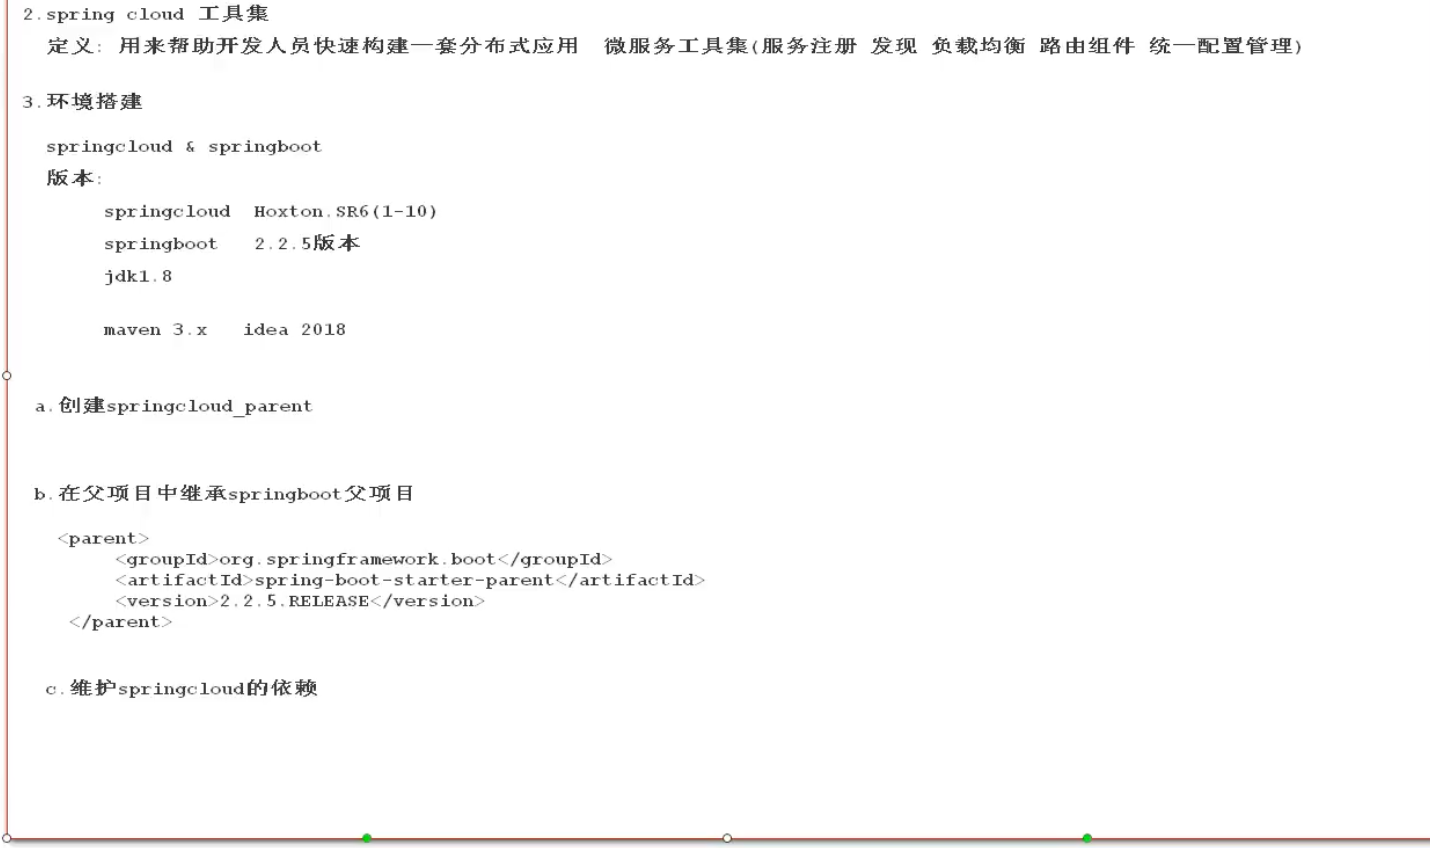 2.spring cloud 工具集
定义: 用来帮助开发人员快速构建一套分布式应用 微服务工具集(服务注册 发现 负载均衡 路由组件 统一配置管理)
3.环境搭建
springcloud & springboot
版本:
springcloud Hoxton.SR6(1-10)
springboot 2.2.5版本
jdk1.8
maven 3.x idea 2018
a.创建springcloud_parent
b.在父项目中继承springboot父项目
<parent>
<groupId>org.springframework.boot</groupId>
<artifactId>spring-boot-starter-parent</artifactId>
<version>2.2.5.RELEASE</version>
</parent>
c.维护springcloud的依赖